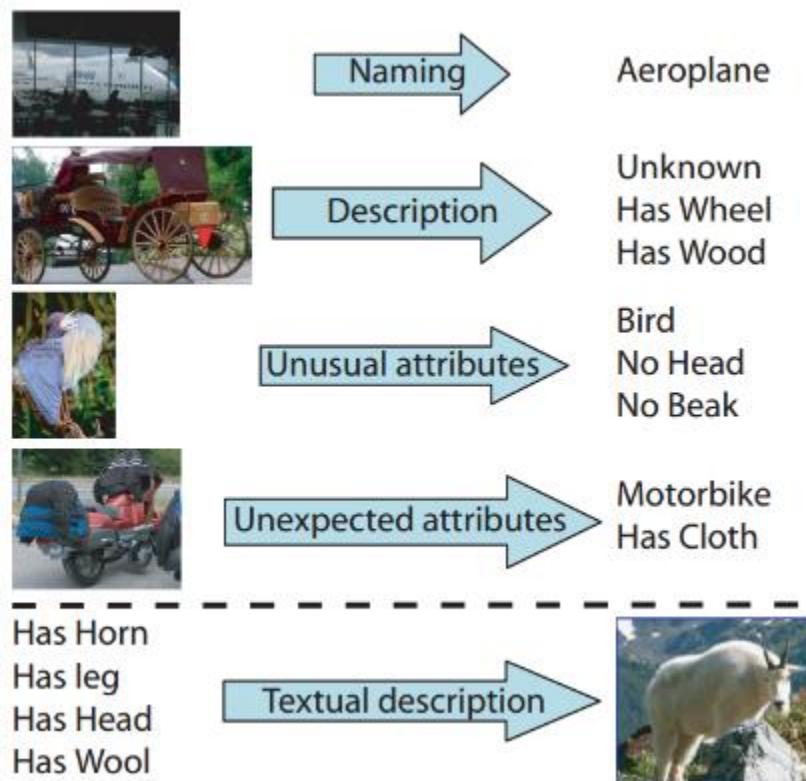 Naming
Aeroplane
Description
Unknown
Has Wheel
Has Wood
Unusual attributes
Bird
No Head
No Beak
Unexpected attributes
Motorbike
Has Cloth
Has Horn
Has leg
Has Head
Has Wool
Textual description